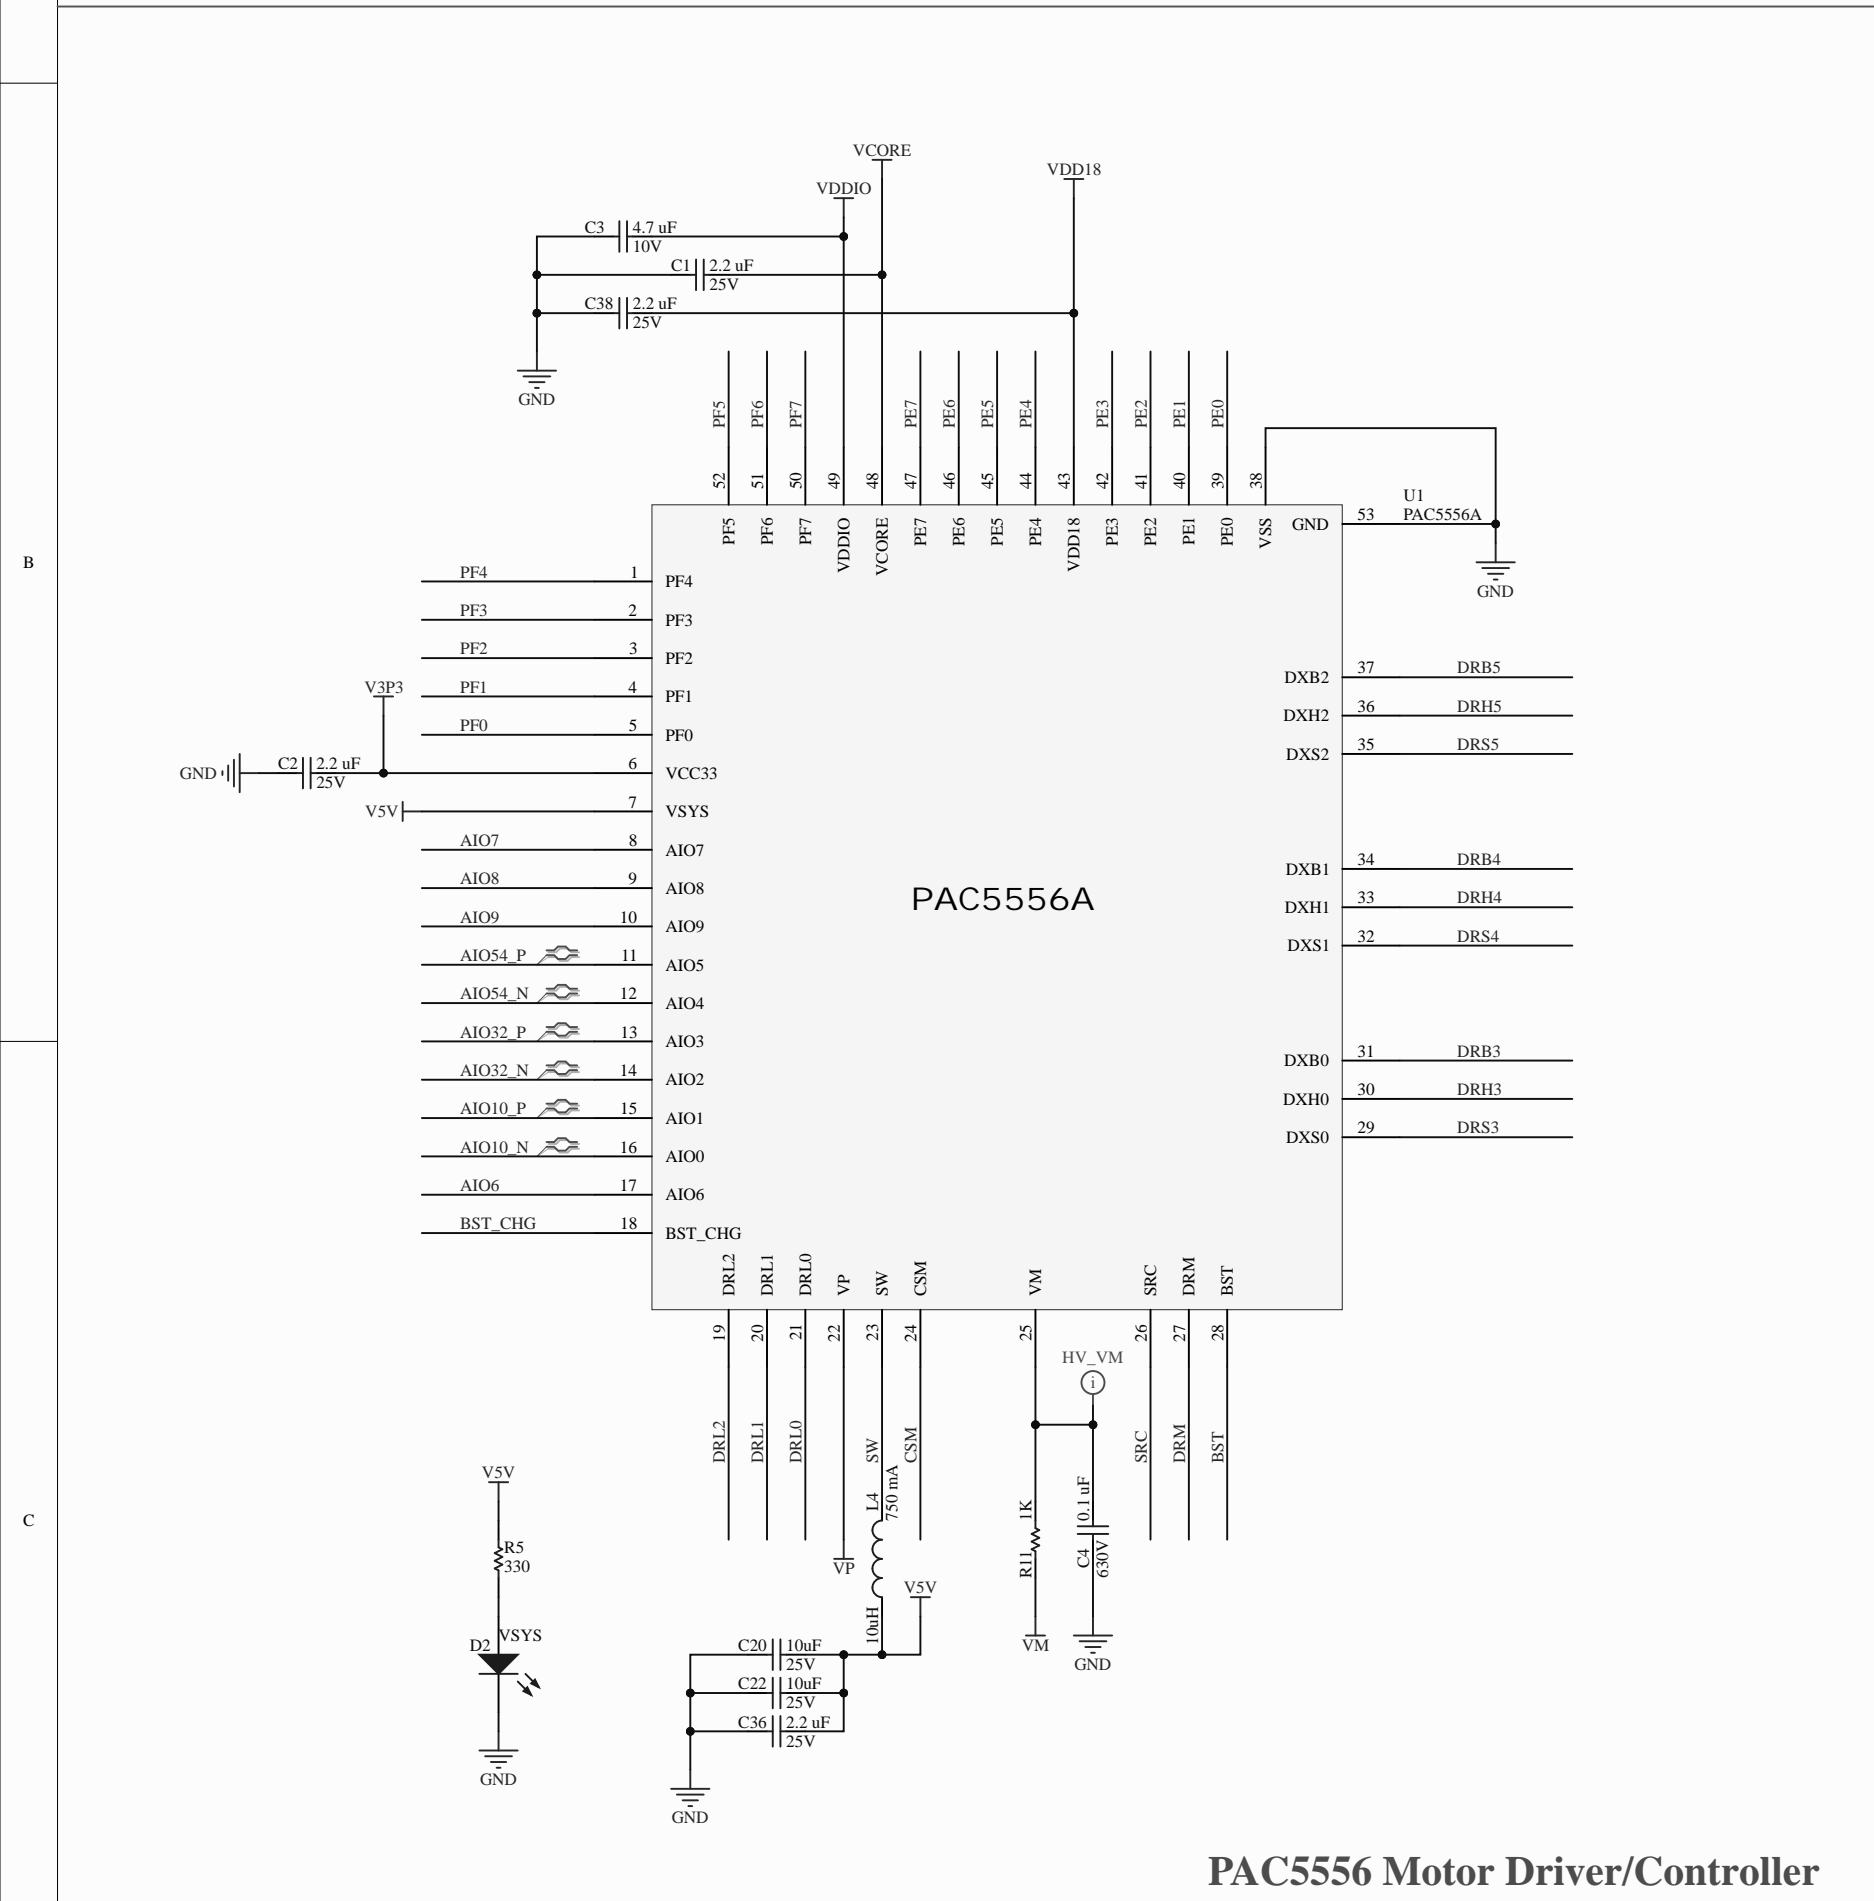 VCORE
VDD18
VDDIO
C3 4.7 uF
10V
C1 2.2 uF
25V
C38 2.2 uF
25V
GND
PF5 PF6 PF7 PE7 PE6 PE5 PE4 PE3 PE2 PE1 PE0
52 51 50 49 48 47 46 45 44 43 42 41 40 39 38
U1
PAC5556A
PF5 PF6 PF7 VDDIO VCORE PE7 PE6 PE5 PE4 VDD18 PE3 PE2 PE1 PE0 VSS GND 53
GND
B
PF4 1 PF4
PF3 2 PF3
PF2 3 PF2
V3P3 PF1 4 PF1
PF0 5 PF0
GND C2 2.2 uF 6 VCC33
25V
V5V 7 VSYS
AIO7 8 AIO7
AIO8 9 AIO8
AIO9 10 AIO9
AIO54_P 11 AIO5
AIO54_N 12 AIO4
AIO32_P 13 AIO3
AIO32_N 14 AIO2
AIO10_P 15 AIO1
AIO10_N 16 AIO0
AIO6 17 AIO6
BST_CHG 18 BST_CHG
PAC5556A
DXB2 37 DRB5
DXH2 36 DRH5
DXS2 35 DRS5
DXB1 34 DRB4
DXH1 33 DRH4
DXS1 32 DRS4
DXB0 31 DRB3
DXH0 30 DRH3
DXS0 29 DRS3
DRL2 DRL1 DRL0 VP SW CSM VM SRC DRM BST
19 20 21 22 23 24 25 26 27 28
HV_VM
i
DRL2 DRL1 DRL0 SW CSM SRC DRM BST
C
V5V
R5
330
D2 VSYS
GND
VP
L4
750 mA
10uH
V5V
C20 10uF
25V
C22 10uF
25V
C36 2.2 uF
25V
GND
R11 1K
VM
C4 0.1 uF
630V
GND
PAC5556 Motor Driver/Controller